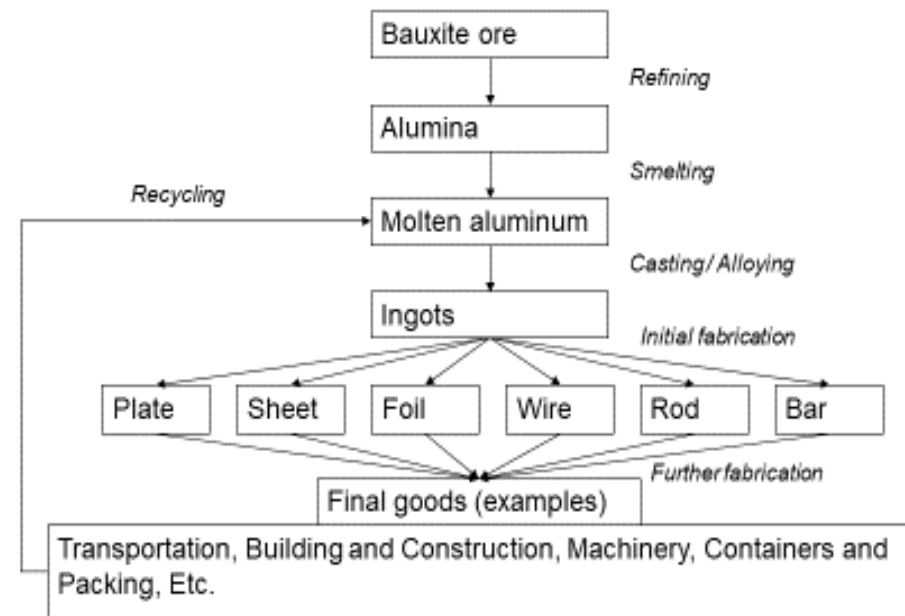 Bauxite ore
Refining
Alumina
Smelting
Recycling
Molten aluminum
Casting / Alloying
Ingots
Initial fabrication
Plate
Sheet
Foil
Wire
Rod
Bar
Further fabrication
Final goods (examples)
Transportation, Building and Construction, Machinery, Containers and
Packing, Etc.